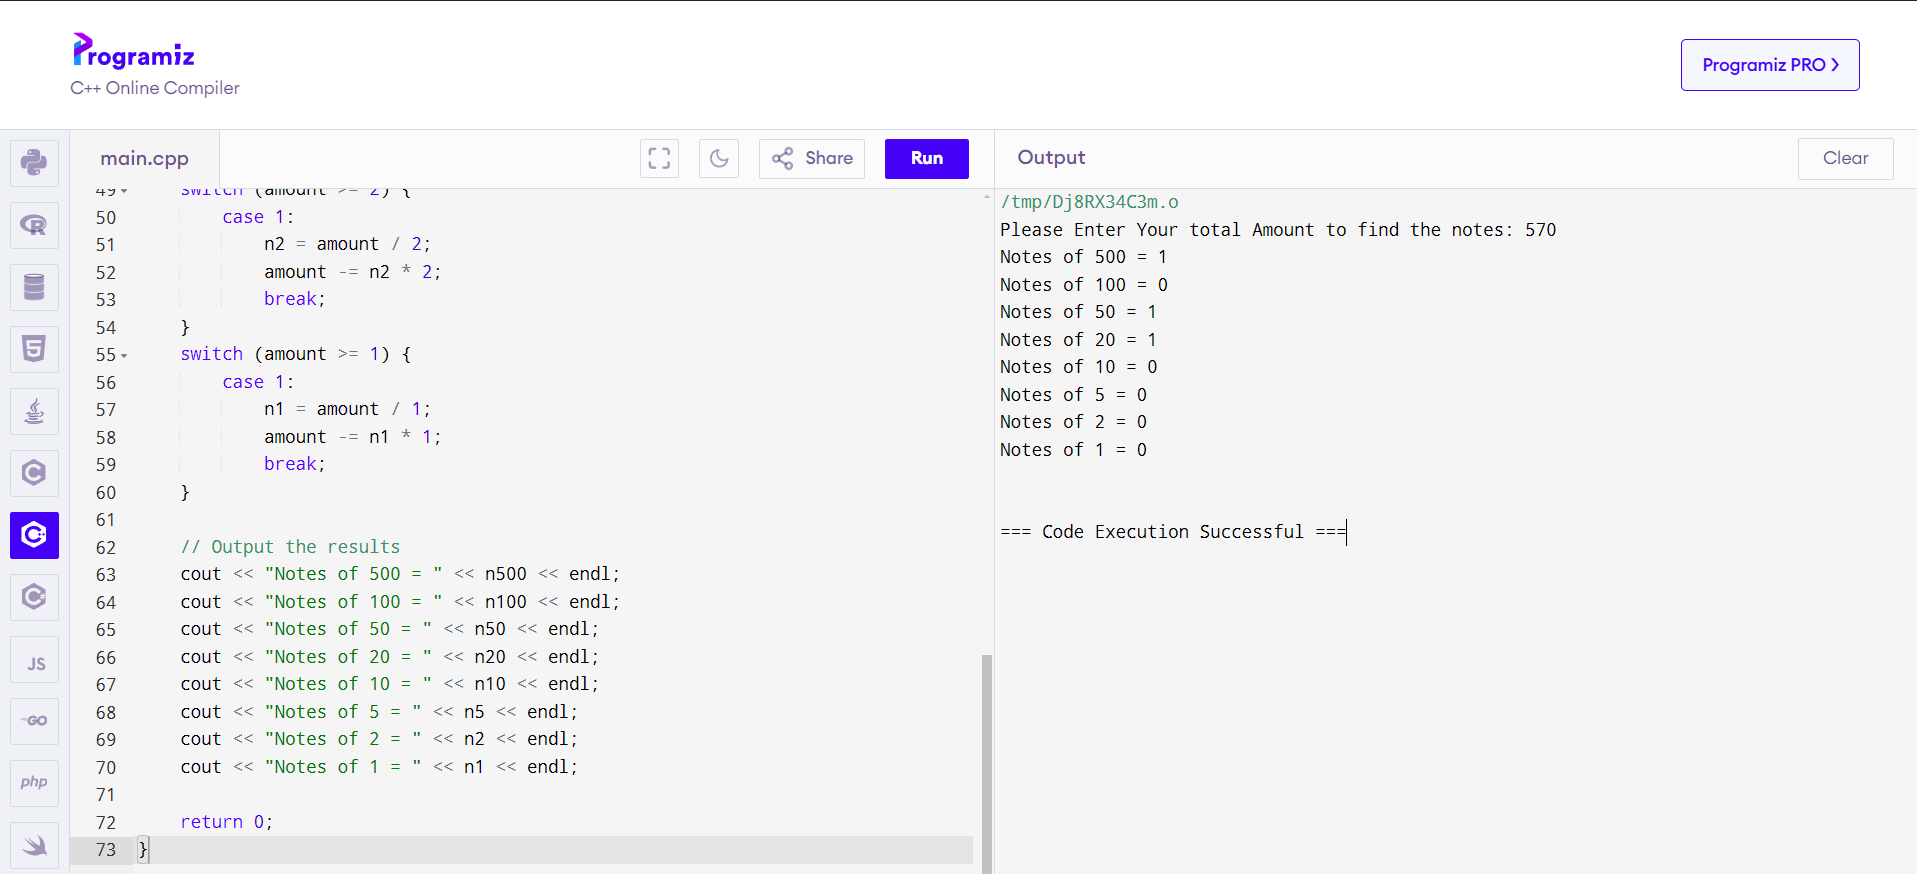 Programiz
C++ Online Compiler
Programiz PRO
main.cpp
Share
Run
Output
Clear
49 switch (amount >= 2) {
50 case 1:
51 n2 = amount / 2;
52 amount -= n2 * 2;
53 break;
54 }
55 switch (amount >= 1) {
56 case 1:
57 n1 = amount / 1;
58 amount -= n1 * 1;
59 break;
60 }
61
62 // Output the results
63 cout << "Notes of 500 = " << n500 << endl;
64 cout << "Notes of 100 = " << n100 << endl;
65 cout << "Notes of 50 = " << n50 << endl;
66 cout << "Notes of 20 = " << n20 << endl;
67 cout << "Notes of 10 = " << n10 << endl;
68 cout << "Notes of 5 = " << n5 << endl;
69 cout << "Notes of 2 = " << n2 << endl;
70 cout << "Notes of 1 = " << n1 << endl;
71
72 return 0;
73 }
/tmp/Dj8RX34C3m.o
Please Enter Your total Amount to find the notes: 570
Notes of 500 = 1
Notes of 100 = 0
Notes of 50 = 1
Notes of 20 = 1
Notes of 10 = 0
Notes of 5 = 0
Notes of 2 = 0
Notes of 1 = 0
=== Code Execution Successful ===
R
5
C
C++
C#
JS
GO
php